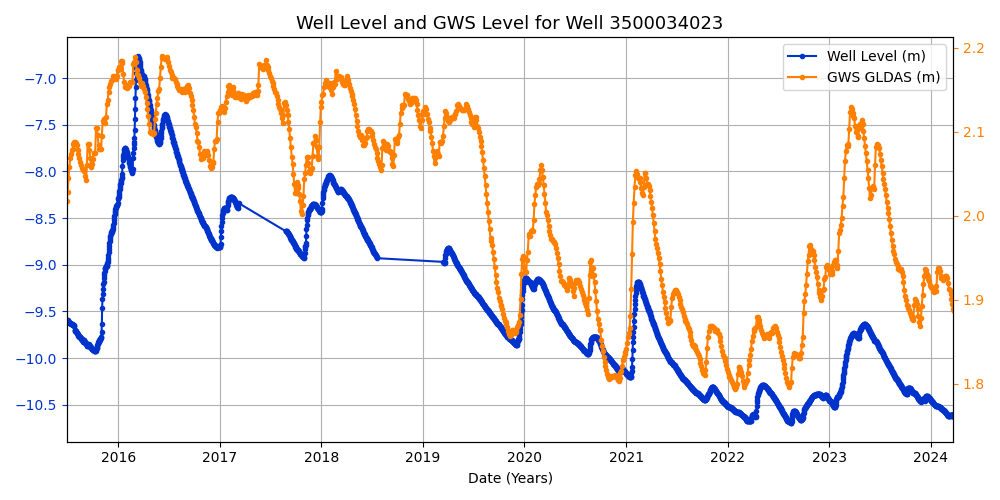 Well Level and GWS Level for Well 3500034023
Well Level (m)
GWS GLDAS (m)
−7.0
−7.5
−8.0
−8.5
−9.0
−9.5
−10.0
−10.5
2.2
2.1
2.0
1.9
1.8
2016 2017 2018 2019 2020 2021 2022 2023 2024
Date (Years)